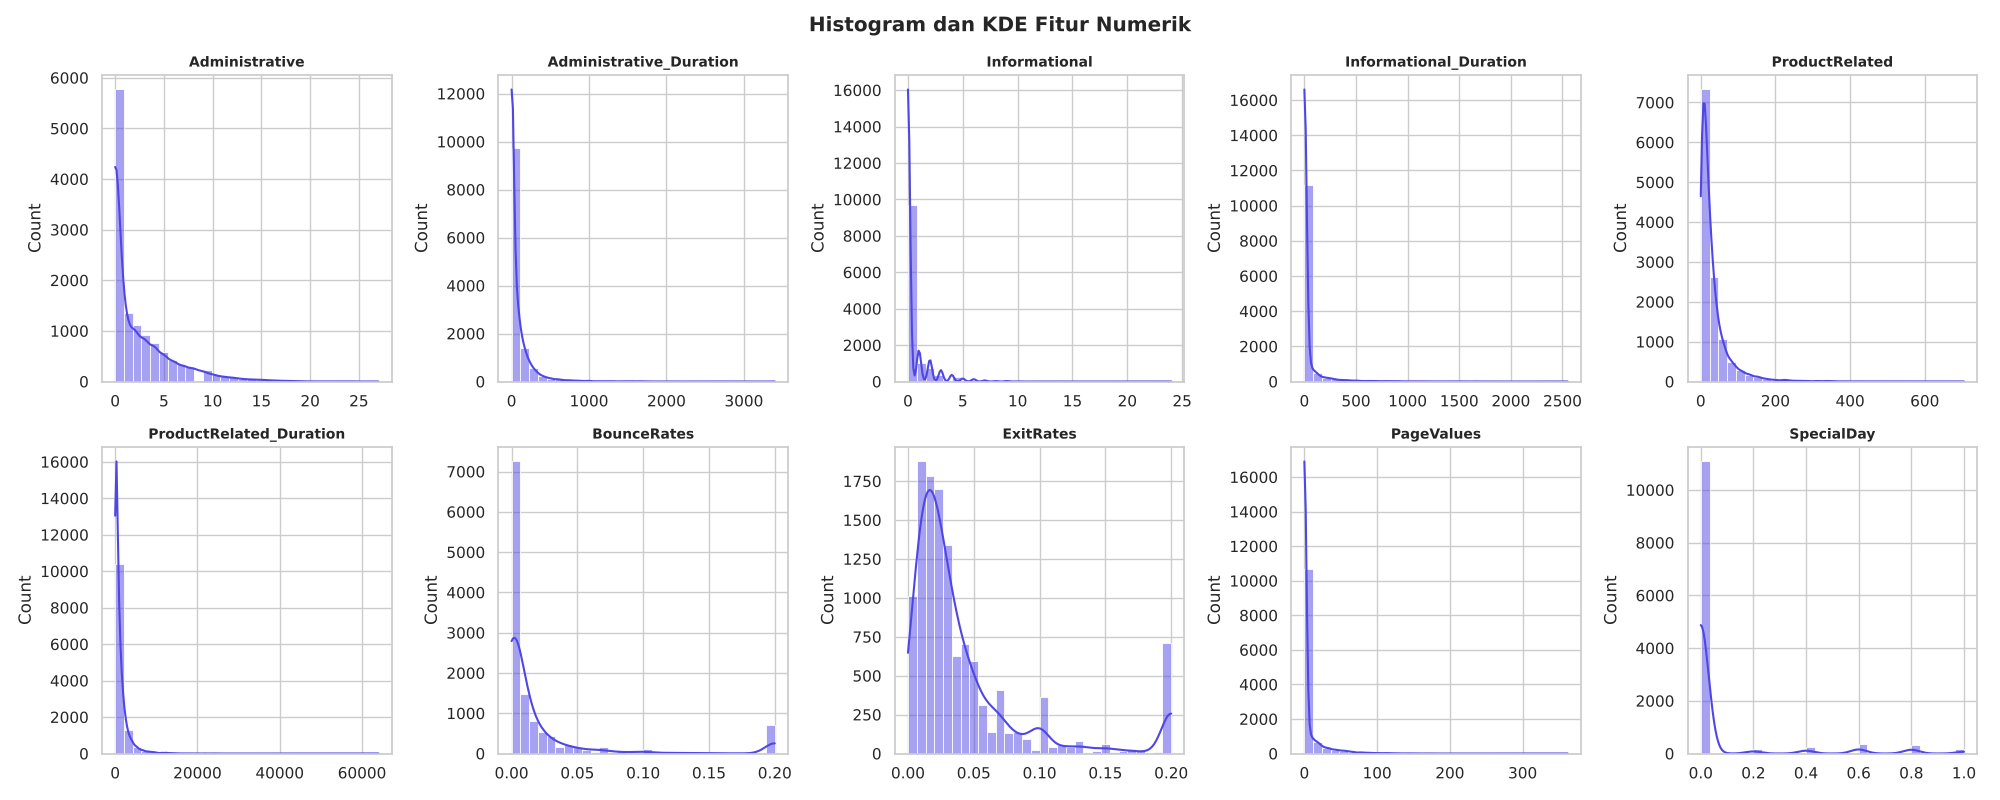 Histogram dan KDE Fitur Numerik
Administrative
Count
6000
5000
4000
3000
2000
1000
0
0 5 10 15 20 25
Administrative_Duration
Count
12000
10000
8000
6000
4000
2000
0
0 1000 2000 3000
Informational
Count
16000
14000
12000
10000
8000
6000
4000
2000
0
0 5 10 15 20 25
Informational_Duration
Count
16000
14000
12000
10000
8000
6000
4000
2000
0
0 500 1000 1500 2000 2500
ProductRelated
Count
7000
6000
5000
4000
3000
2000
1000
0
0 200 400 600
ProductRelated_Duration
Count
16000
14000
12000
10000
8000
6000
4000
2000
0
0 20000 40000 60000
BounceRates
Count
7000
6000
5000
4000
3000
2000
1000
0
0.00 0.05 0.10 0.15 0.20
ExitRates
Count
1750
1500
1250
1000
750
500
250
0
0.00 0.05 0.10 0.15 0.20
PageValues
Count
16000
14000
12000
10000
8000
6000
4000
2000
0
0 100 200 300
SpecialDay
Count
10000
8000
6000
4000
2000
0
0.0 0.2 0.4 0.6 0.8 1.0